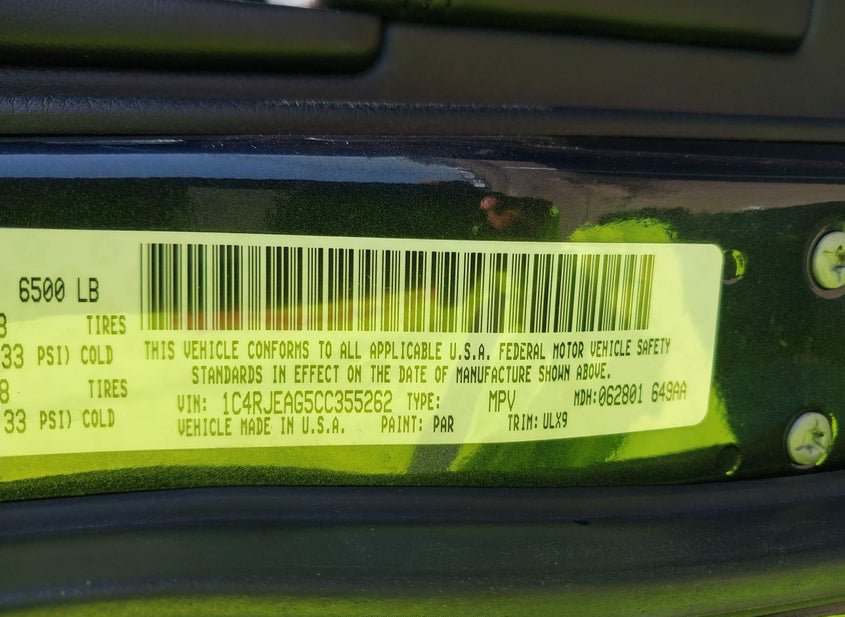 6500 LB
3 TIRES
33 PSI) COLD
8 TIRES
33 PSI) COLD
THIS VEHICLE CONFORMS TO ALL APPLICABLE U.S.A. FEDERAL MOTOR VEHICLE SAFETY
STANDARDS IN EFFECT ON THE DATE OF MANUFACTURE SHOWN ABOVE.
VIN: 1C4RJEAG5CC355262 TYPE: MPV MDH:062801 649AA
VEHICLE MADE IN U.S.A. PAINT: PAR TRIM: ULX9